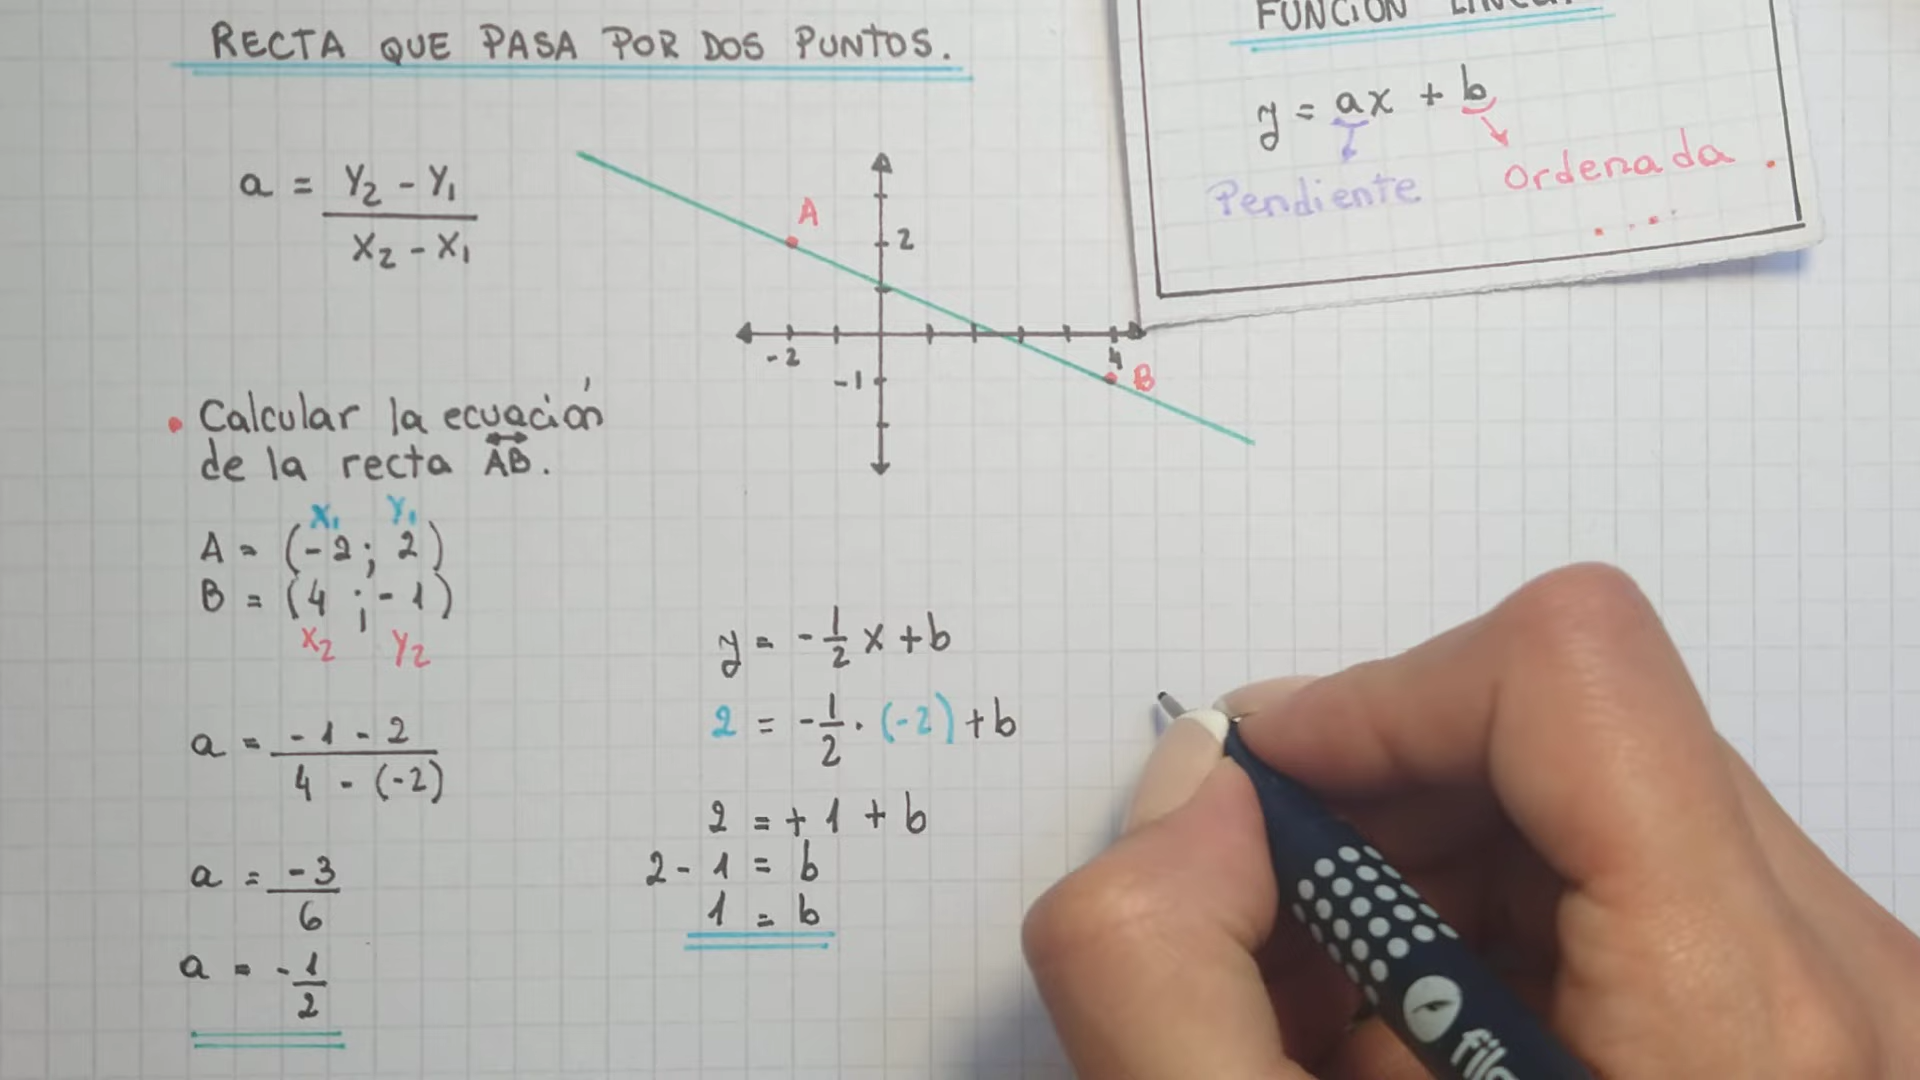 RECTA QUE PASA POR DOS PUNTOS.
a = Y₂ - Y₁
X₂ - X₁
A
2
-2
4
-1
B
FUNCIÓN
y = ax + b
Pendiente
Ordenada.
....
• Calcular la ecuación
de la recta AB.
X₁ Y₁
A = (-2; 2)
B = (4 ; -1)
X₂ Y₂
a = -1 - 2
4 - (-2)
a = -3
6
a = - 1
2
y = - 1/2 x + b
2 = - 1/2 . (-2) + b
2 = + 1 + b
2 - 1 = b
1 = b